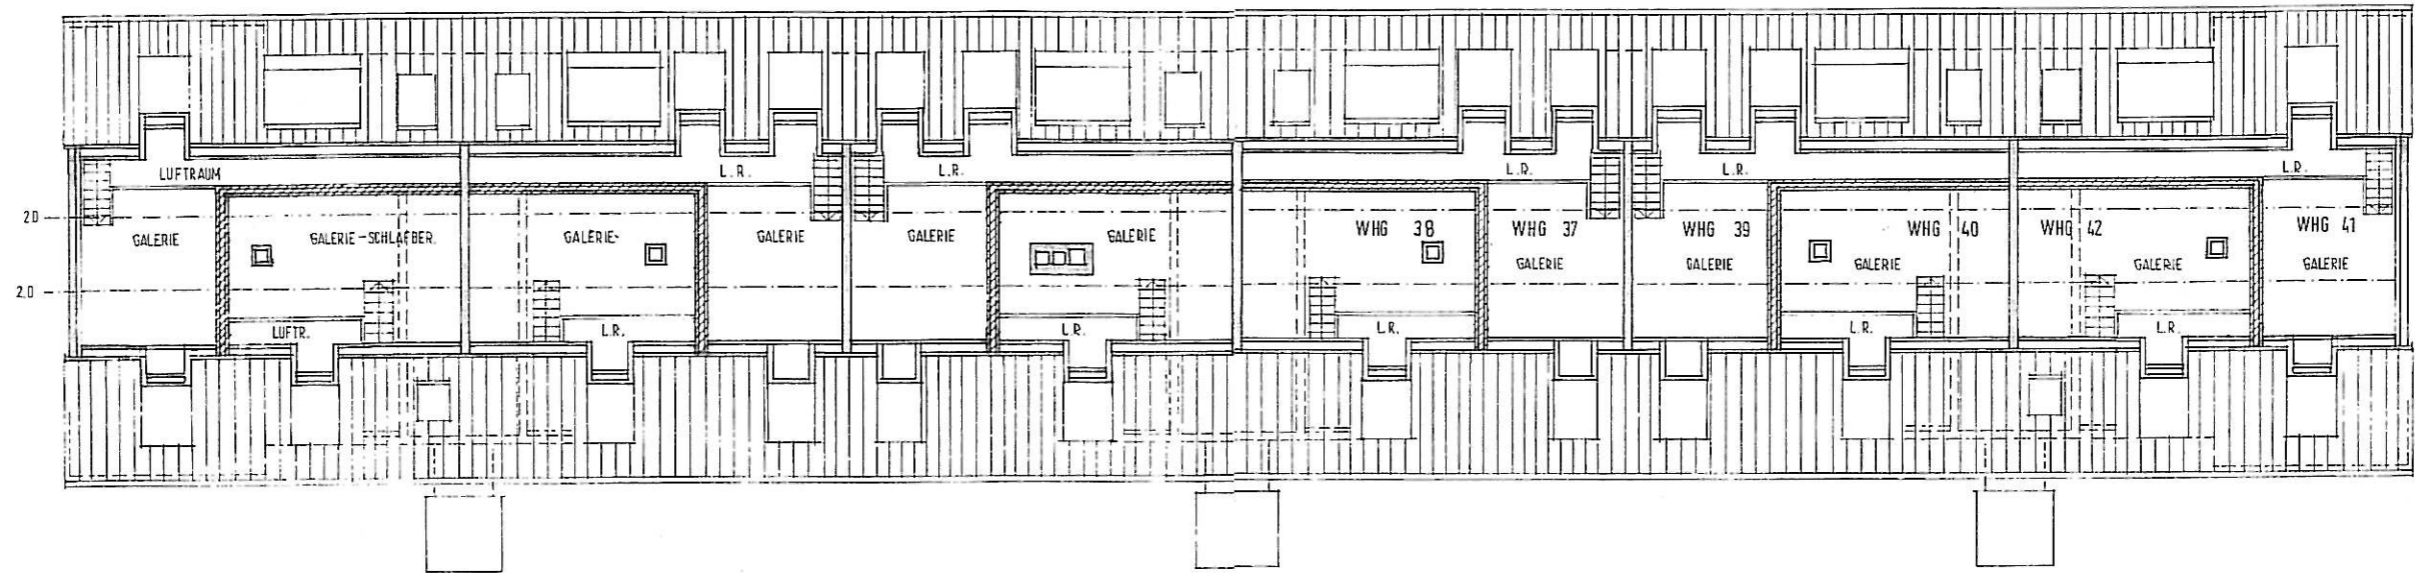 LUFTRAUM
L.R.
L.R.
L.R.
L.R.
L.R.
2.0
GALERIE
GALERIE-SCHLAFBER.
GALERIE-
GALERIE
GALERIE
GALERIE
WHG 38
WHG 37
GALERIE
WHG 39
GALERIE
WHG 40
GALERIE
WHG 42
GALERIE
WHG 41
GALERIE
2.0
LUFTR.
L.R.
L.R.
L.R.
L.R.
L.R.